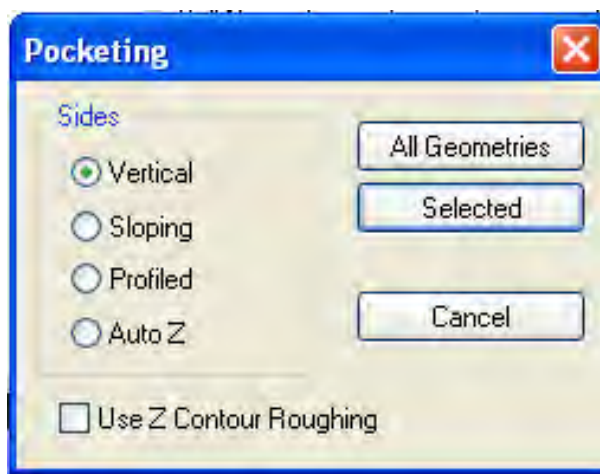 Pocketing
Sides
Vertical
Sloping
Profiled
Auto Z
All Geometries
Selected
Cancel
Use Z Contour Roughing